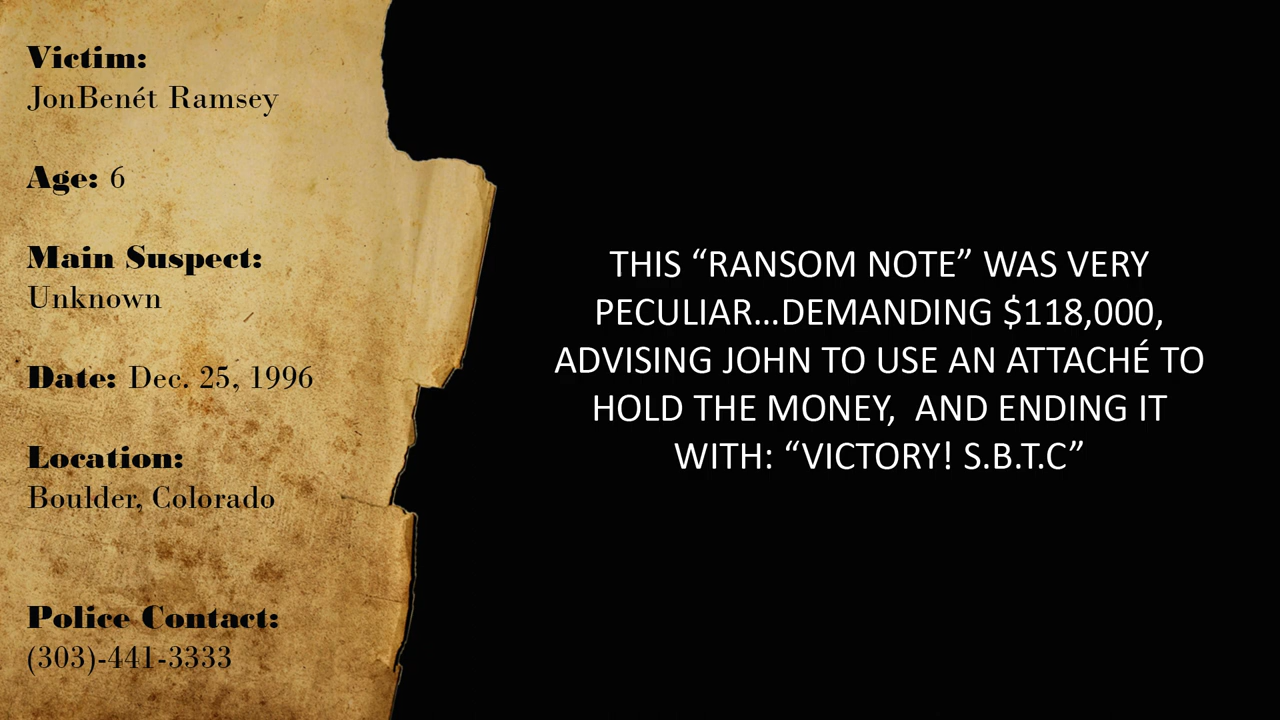 Victim:
JonBenét Ramsey
Age: 6
Main Suspect:
Unknown
Date: Dec. 25, 1996
Location:
Boulder, Colorado
Police Contact:
(303)-441-3333
THIS “RANSOM NOTE” WAS VERY
PECULIAR…DEMANDING $118,000,
ADVISING JOHN TO USE AN ATTACHÉ TO
HOLD THE MONEY,  AND ENDING IT
WITH: “VICTORY! S.B.T.C”